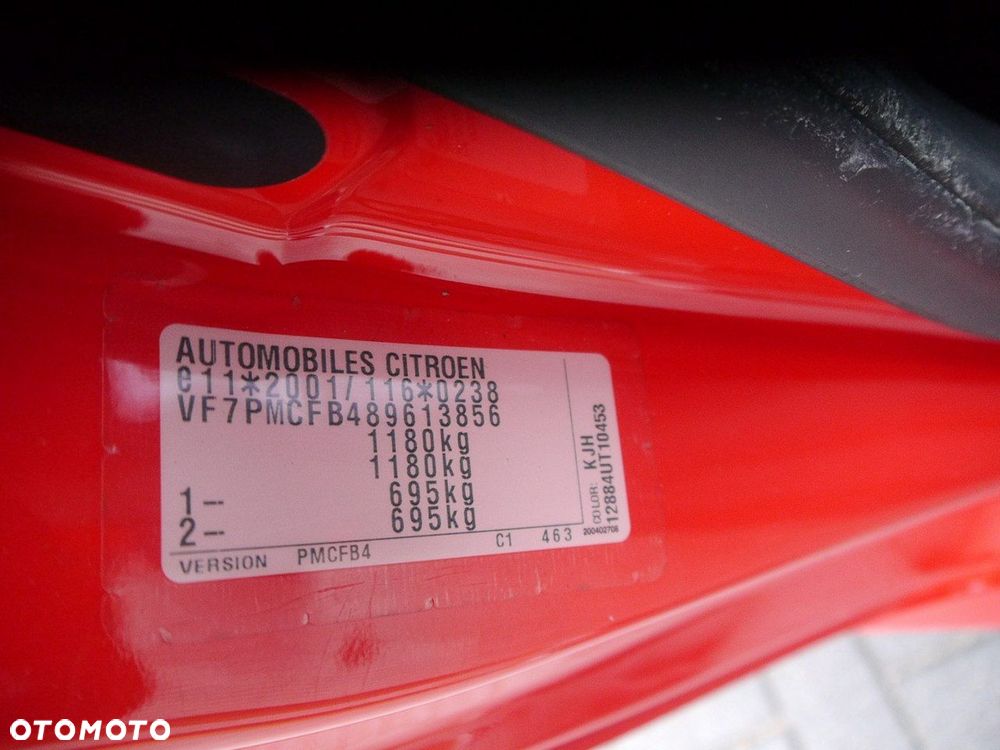 AUTOMOBILES CiTROEN
e11*2001/116*0238
VF7PMCFB489613856
1180kg
1180kg
1-- 695kg
2-- 695kg
VERSION PMCFB4 C1 463
COLOR: KJH
12884UT10453
200402708
OTOMOTO